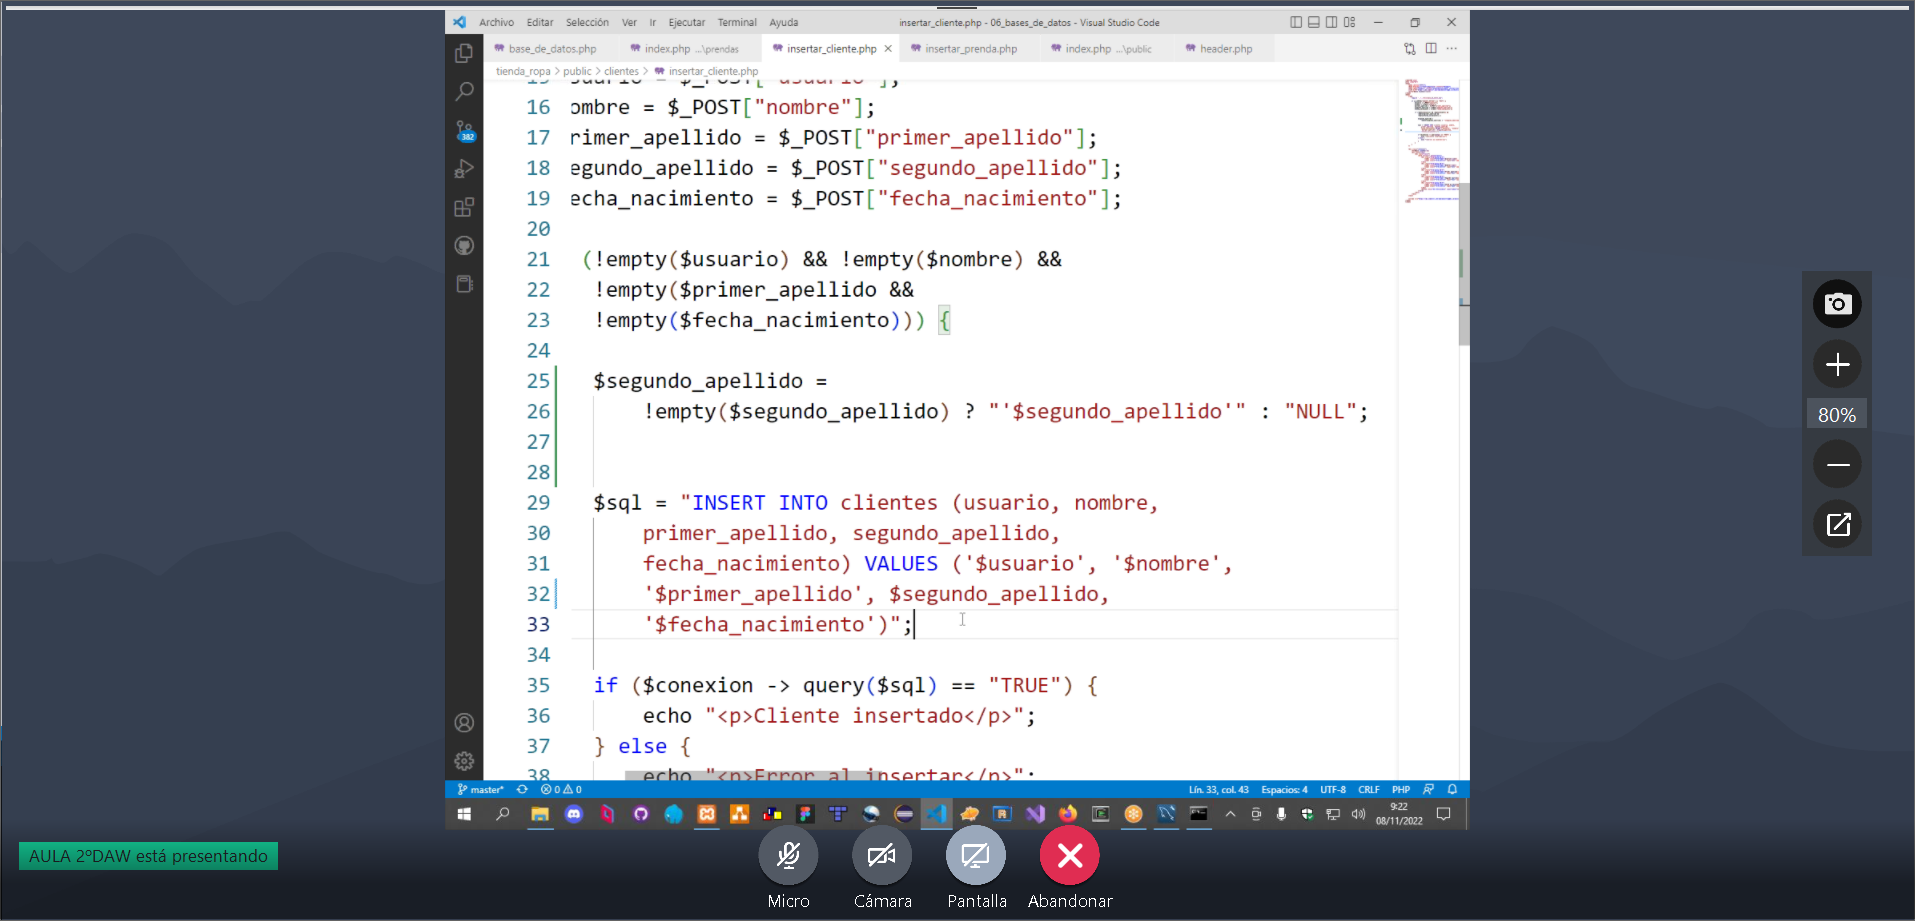 Archivo Editar Selección Ver Ir Ejecutar Terminal Ayuda
insertar_cliente.php - 06_bases_de_datos - Visual Studio Code
base_de_datos.php
index.php ...\prendas
insertar_cliente.php
insertar_prenda.php
index.php ...\public
header.php
tienda_ropa > public > clientes > insertar_cliente.php
16 ombre = $_POST["nombre"];
17 rimer_apellido = $_POST["primer_apellido"];
18 egundo_apellido = $_POST["segundo_apellido"];
19 echa_nacimiento = $_POST["fecha_nacimiento"];
20
21 (!empty($usuario) && !empty($nombre) &&
22 !empty($primer_apellido &&
23 !empty($fecha_nacimiento))) {
24
25 $segundo_apellido =
26 !empty($segundo_apellido) ? "'$segundo_apellido'" : "NULL";
27
28
29 $sql = "INSERT INTO clientes (usuario, nombre,
30 primer_apellido, segundo_apellido,
31 fecha_nacimiento) VALUES ('$usuario', '$nombre',
32 '$primer_apellido', $segundo_apellido,
33 '$fecha_nacimiento')";
34
35 if ($conexion -> query($sql) == "TRUE") {
36 echo "<p>Cliente insertado</p>";
37 } else {
38 echo "<p>Error al insertar</p>";
382
master* 0 0
Lín. 33, col. 43 Espacios: 4 UTF-8 CRLF PHP
9:22
08/11/2022
80%
AULA 2ºDAW está presentando
Micro
Cámara
Pantalla
Abandonar